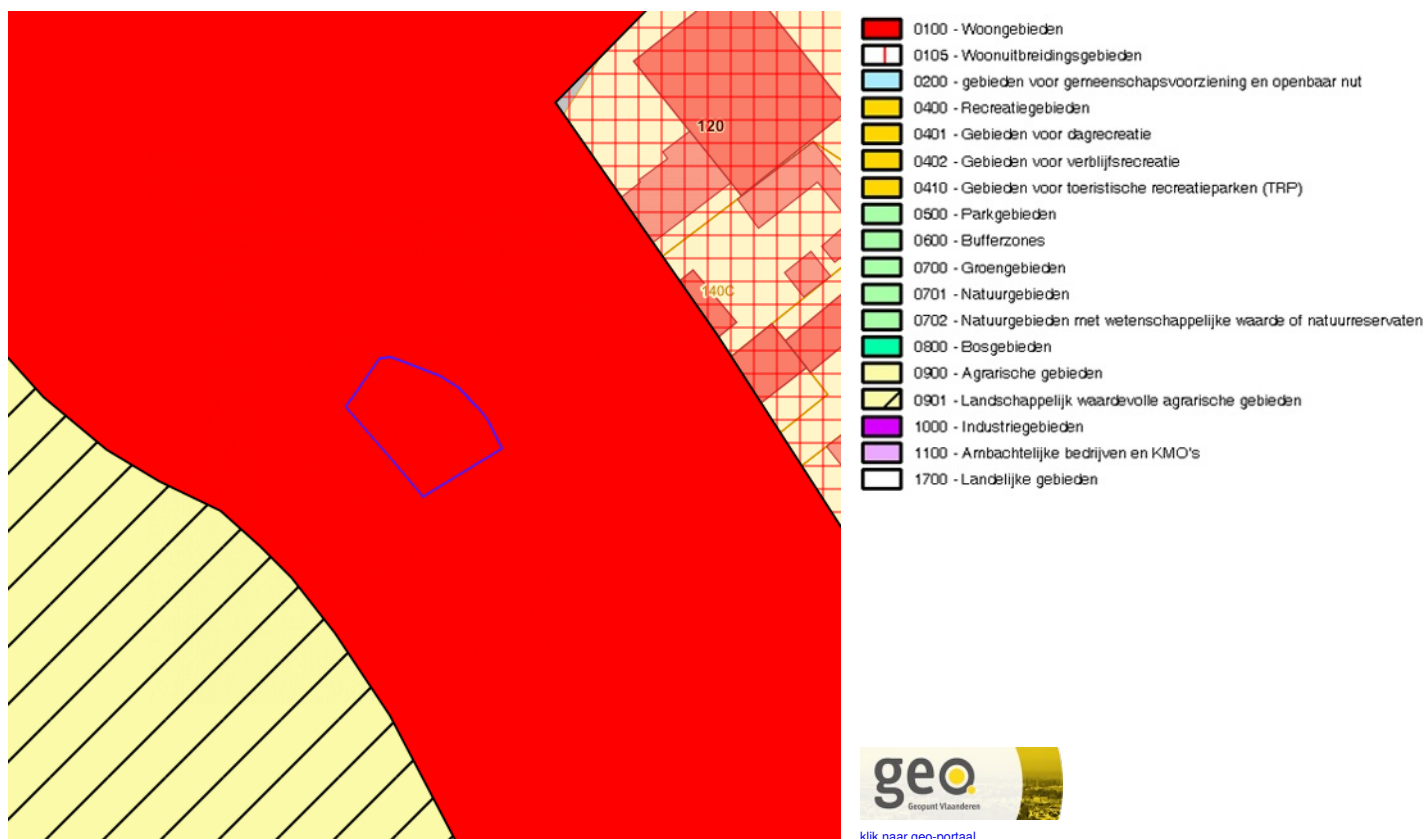 120
140C
0100 - Woongebieden
0105 - Woonuitbreidingsgebieden
0200 - gebieden voor gemeenschapsvoorziening en openbaar nut
0400 - Recreatiegebieden
0401 - Gebieden voor dagrecreatie
0402 - Gebieden voor verblijfsrecreatie
0410 - Gebieden voor toeristische recreatieparken (TRP)
0500 - Parkgebieden
0600 - Bufferzones
0700 - Groengebieden
0701 - Natuurgebieden
0702 - Natuurgebieden met wetenschappelijke waarde of natuurreservaten
0800 - Bosgebieden
0900 - Agrarische gebieden
0901 - Landschappelijk waardevolle agrarische gebieden
1000 - Industriegebieden
1100 - Ambachtelijke bedrijven en KMO's
1700 - Landelijke gebieden
geo
Geopunt Vlaanderen
klik naar geo-portaal